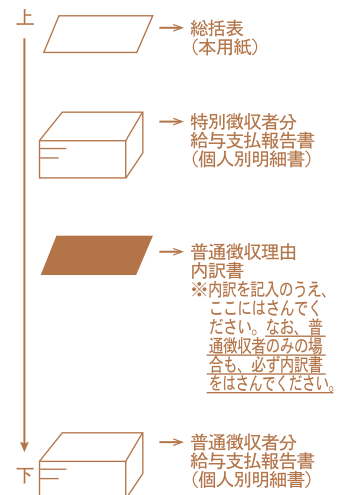 上
総括表
（本用紙）
特別徴収者分
給与支払報告書
（個人別明細書）
普通徴収理由
内訳書
※内訳を記入のうえ、
ここにはさんでく
ださい。なお、普
通徴収者のみの場
合も、必ず内訳書
をはさんでください。
下
普通徴収者分
給与支払報告書
（個人別明細書）